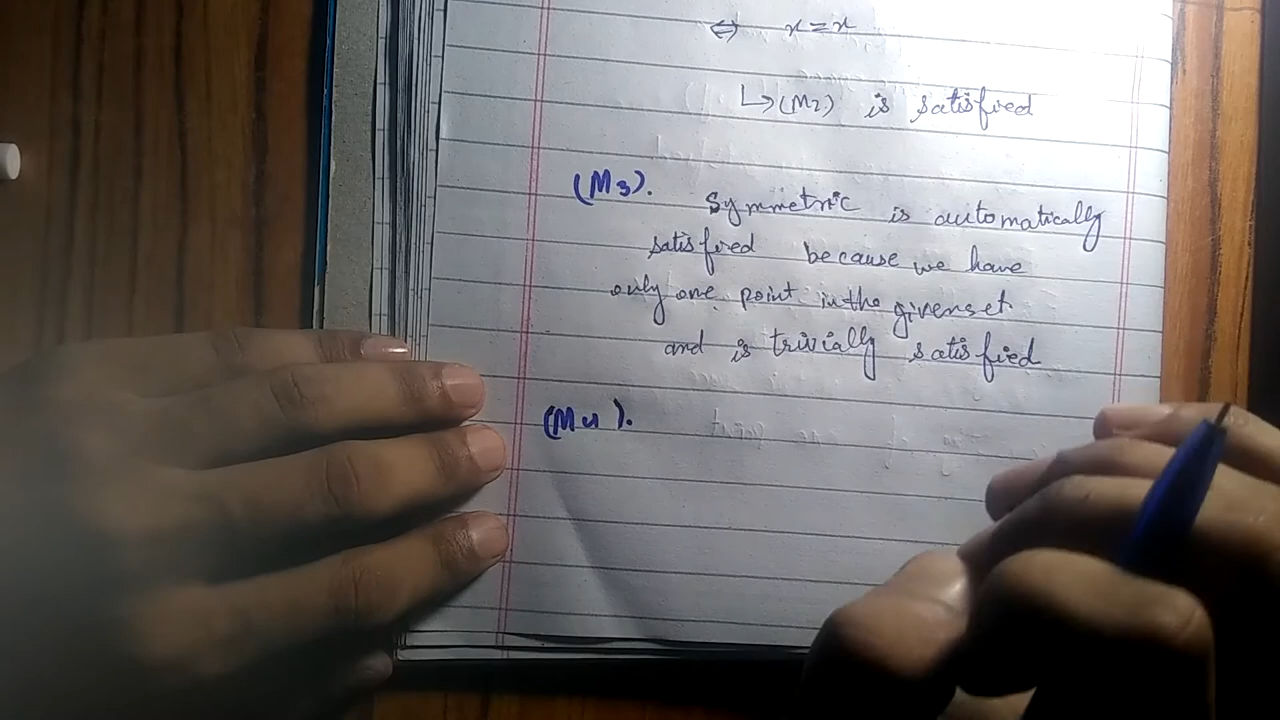 ⇔ x = x
↳ (M2) is satisfied
(M3). Symmetric is automatically
satisfied because we have
only one point in the given set
and is trivially satisfied
(M4).